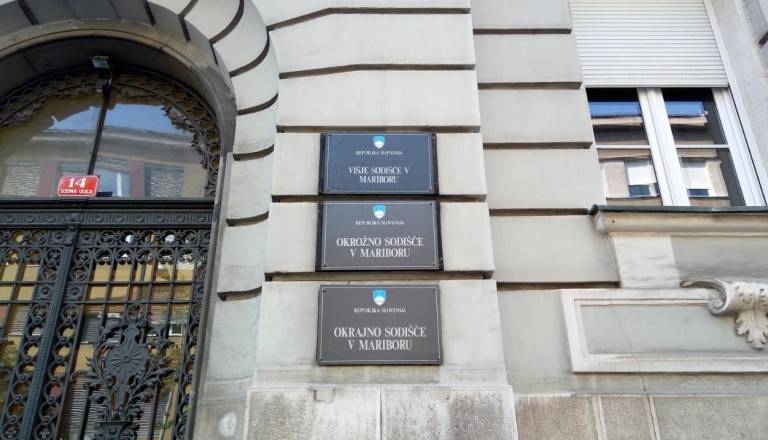 14
SODNA ULICA
REPUBLIKA SLOVENIJA
VIŠJE SODIŠČE V
MARIBORU
REPUBLIKA SLOVENIJA
OKROŽNO SODIŠČE
V MARIBORU
REPUBLIKA SLOVENIJA
OKRAJNO SODIŠČE
V MARIBORU